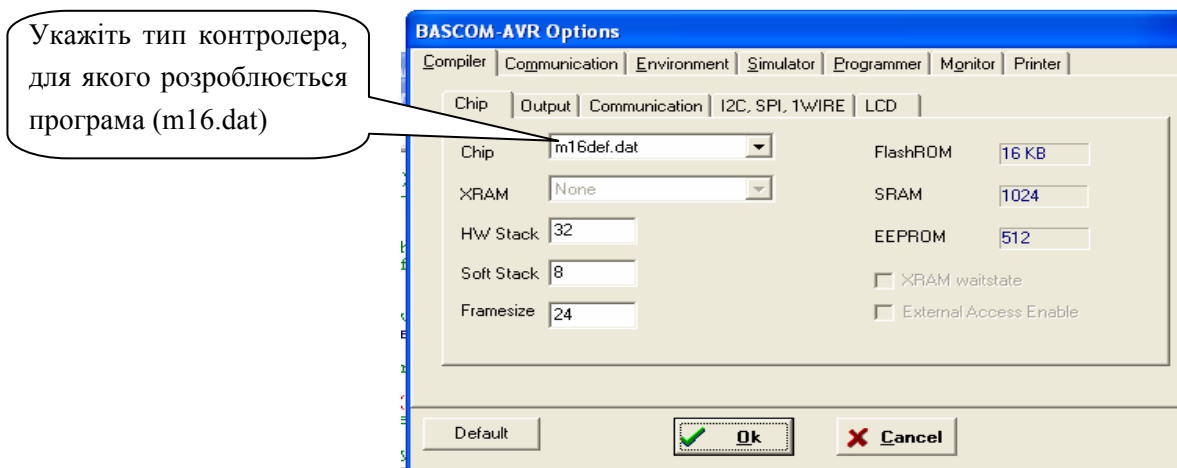 Укажіть тип контролера,
для якого розроблюється
програма (m16.dat)
BASCOM-AVR Options
Compiler Communication Environment Simulator Programmer Monitor Printer
Chip Output Communication I2C, SPI, 1WIRE LCD
Chip m16def.dat FlashROM 16 KB
XRAM None SRAM 1024
HW Stack 32 EEPROM 512
Soft Stack 8 XRAM waitstate
Framesize 24 External Access Enable
Default Ok Cancel